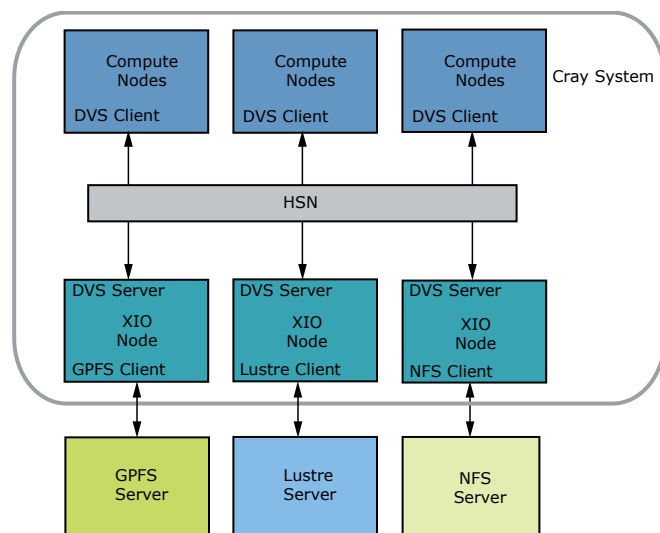 Compute
Nodes
DVS Client
Compute
Nodes
DVS Client
Compute
Nodes
DVS Client
Cray System
HSN
DVS Server
XIO
Node
GPFS Client
DVS Server
XIO
Node
Lustre Client
DVS Server
XIO
Node
NFS Client
GPFS
Server
Lustre
Server
NFS
Server